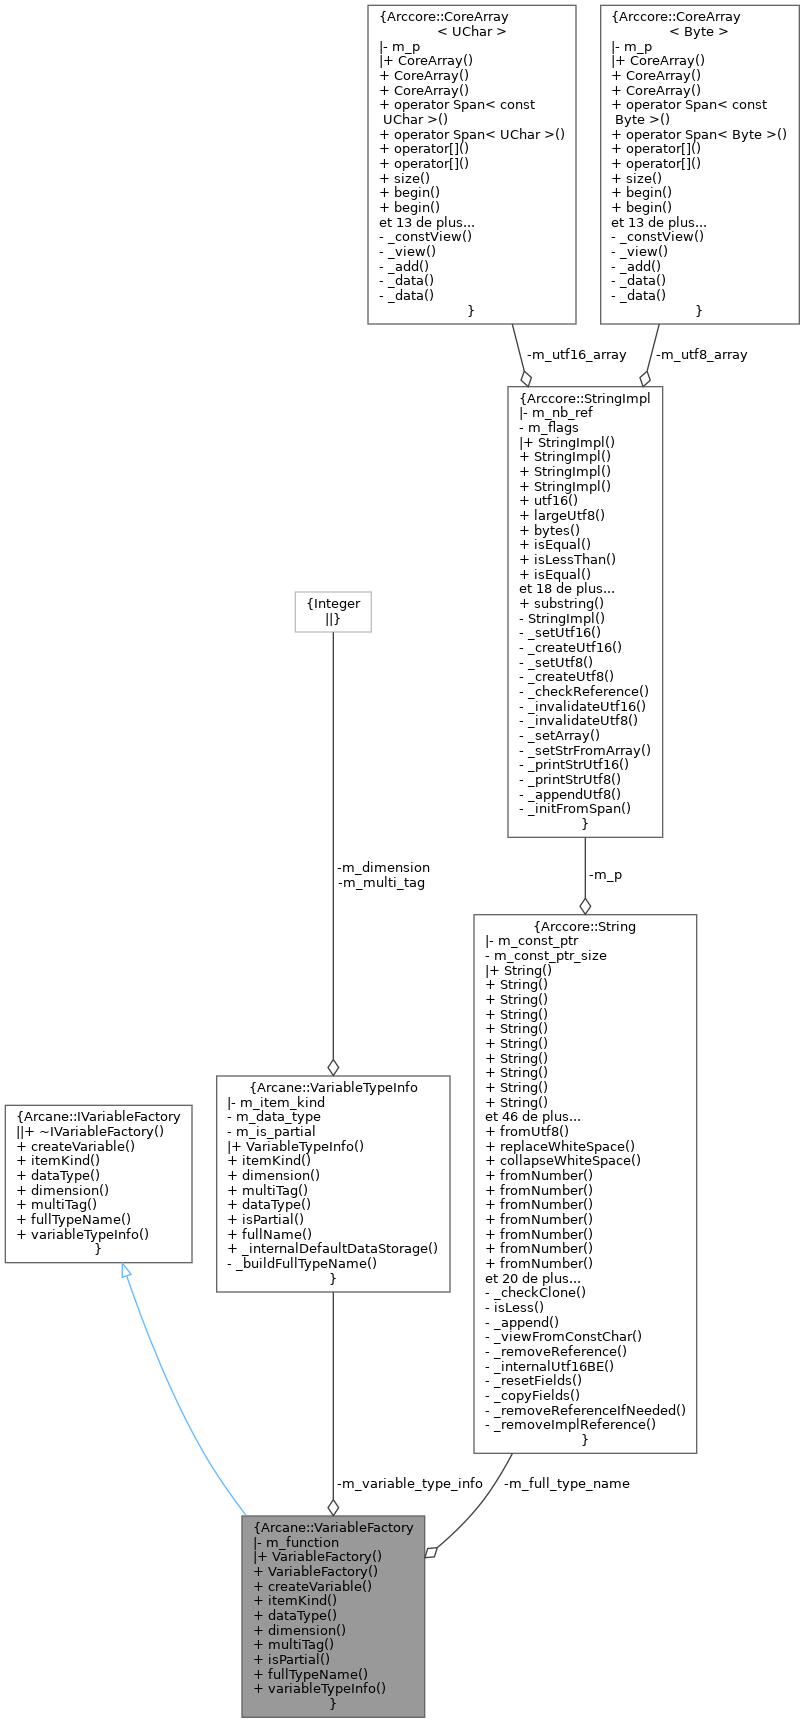 {Arccore::CoreArray
< UChar >
|- m_p
|+ CoreArray()
+ CoreArray()
+ CoreArray()
+ operator Span< const
UChar >()
+ operator Span< UChar >()
+ operator[]()
+ operator[]()
+ size()
+ begin()
+ begin()
et 13 de plus...
- _constView()
- _view()
- _add()
- _data()
- _data()
}
{Arccore::CoreArray
< Byte >
|- m_p
|+ CoreArray()
+ CoreArray()
+ CoreArray()
+ operator Span< const
Byte >()
+ operator Span< Byte >()
+ operator[]()
+ operator[]()
+ size()
+ begin()
+ begin()
et 13 de plus...
- _constView()
- _view()
- _add()
- _data()
- _data()
}
-m_utf16_array
-m_utf8_array
{Arccore::StringImpl
|- m_nb_ref
- m_flags
|+ StringImpl()
+ StringImpl()
+ StringImpl()
+ StringImpl()
+ utf16()
+ largeUtf8()
+ bytes()
+ isEqual()
+ isLessThan()
+ isEqual()
et 18 de plus...
+ substring()
- StringImpl()
- _setUtf16()
- _createUtf16()
- _setUtf8()
- _createUtf8()
- _checkReference()
- _invalidateUtf16()
- _invalidateUtf8()
- _setArray()
- _setStrFromArray()
- _printStrUtf16()
- _printStrUtf8()
- _appendUtf8()
- _initFromSpan()
}
{Integer
||}
-m_dimension
-m_multi_tag
-m_p
{Arccore::String
|- m_const_ptr
- m_const_ptr_size
|+ String()
+ String()
+ String()
+ String()
+ String()
+ String()
+ String()
+ String()
+ String()
+ String()
et 46 de plus...
+ fromUtf8()
+ replaceWhiteSpace()
+ collapseWhiteSpace()
+ fromNumber()
+ fromNumber()
+ fromNumber()
+ fromNumber()
+ fromNumber()
+ fromNumber()
+ fromNumber()
et 20 de plus...
- _checkClone()
- isLess()
- _append()
- _viewFromConstChar()
- _removeReference()
- _internalUtf16BE()
- _resetFields()
- _copyFields()
- _removeReferenceIfNeeded()
- _removeImplReference()
}
{Arcane::VariableTypeInfo
|- m_item_kind
- m_data_type
- m_is_partial
|+ VariableTypeInfo()
+ itemKind()
+ dimension()
+ multiTag()
+ dataType()
+ isPartial()
+ fullName()
+ _internalDefaultDataStorage()
- _buildFullTypeName()
}
{Arcane::IVariableFactory
||+ ~IVariableFactory()
+ createVariable()
+ itemKind()
+ dataType()
+ dimension()
+ multiTag()
+ fullTypeName()
+ variableTypeInfo()
}
-m_variable_type_info
-m_full_type_name
{Arcane::VariableFactory
|- m_function
|+ VariableFactory()
+ VariableFactory()
+ createVariable()
+ itemKind()
+ dataType()
+ dimension()
+ multiTag()
+ isPartial()
+ fullTypeName()
+ variableTypeInfo()
}